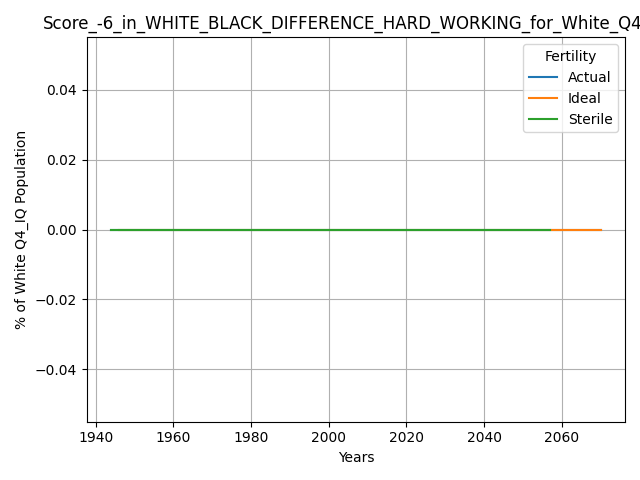 Score_-6_in_WHITE_BLACK_DIFFERENCE_HARD_WORKING_for_White_Q4
Fertility
Actual
Ideal
Sterile
% of White Q4_IQ Population
0.04
0.02
0.00
−0.02
−0.04
1940 1960 1980 2000 2020 2040 2060
Years